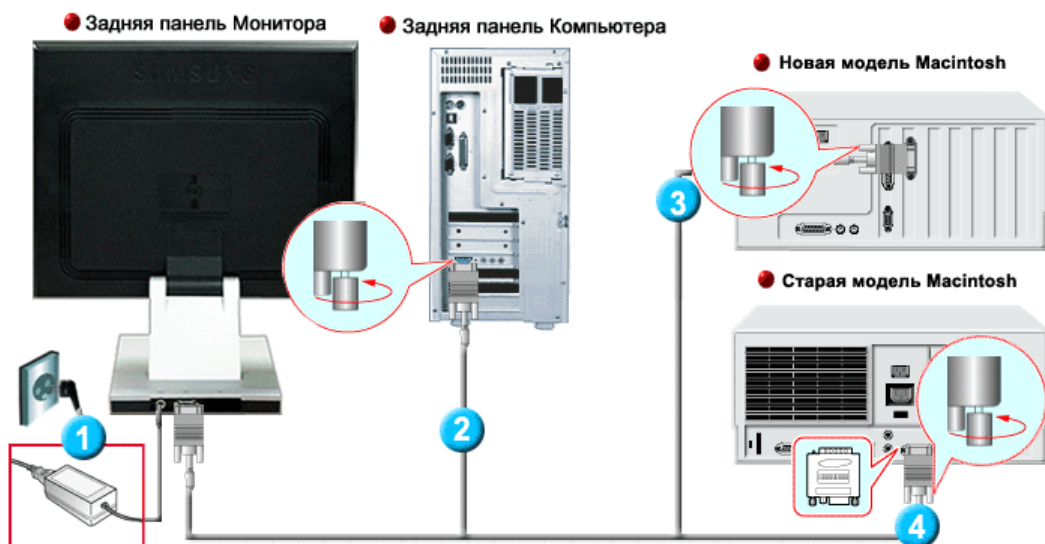 Задняя панель Монитора
Задняя панель Компьютера
Новая модель Macintosh
SAMSUNG
3
Старая модель Macintosh
1
2
4